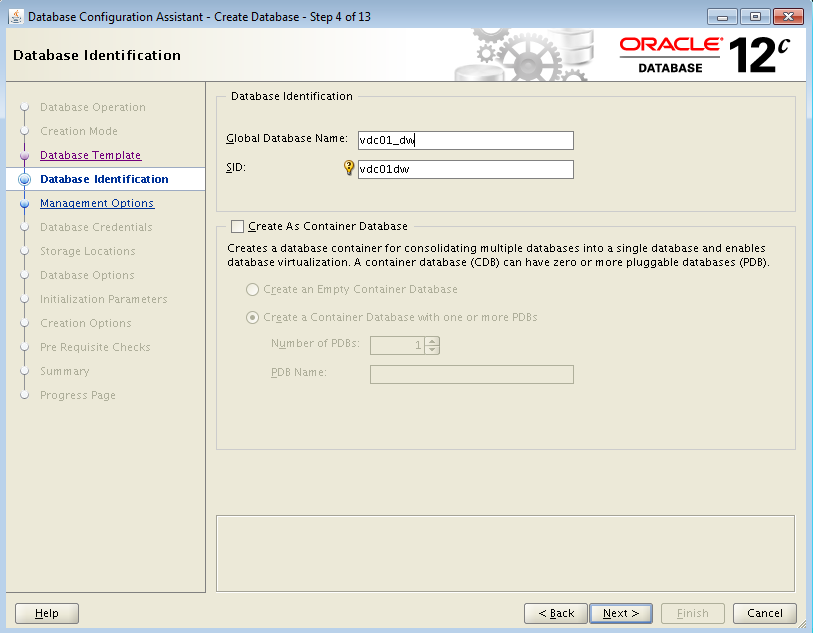 Database Configuration Assistant - Create Database - Step 4 of 13
Database Identification
ORACLE
DATABASE
12c
Database Operation
Creation Mode
Database Template
Database Identification
Management Options
Database Credentials
Storage Locations
Database Options
Initialization Parameters
Creation Options
Pre Requisite Checks
Summary
Progress Page
Database Identification
Global Database Name: vdc01_dw
SID: vdc01dw
Create As Container Database
Creates a database container for consolidating multiple databases into a single database and enables
database virtualization. A container database (CDB) can have zero or more pluggable databases (PDB).
Create an Empty Container Database
Create a Container Database with one or more PDBs
Number of PDBs: 1
PDB Name:
Help
< Back
Next >
Finish
Cancel